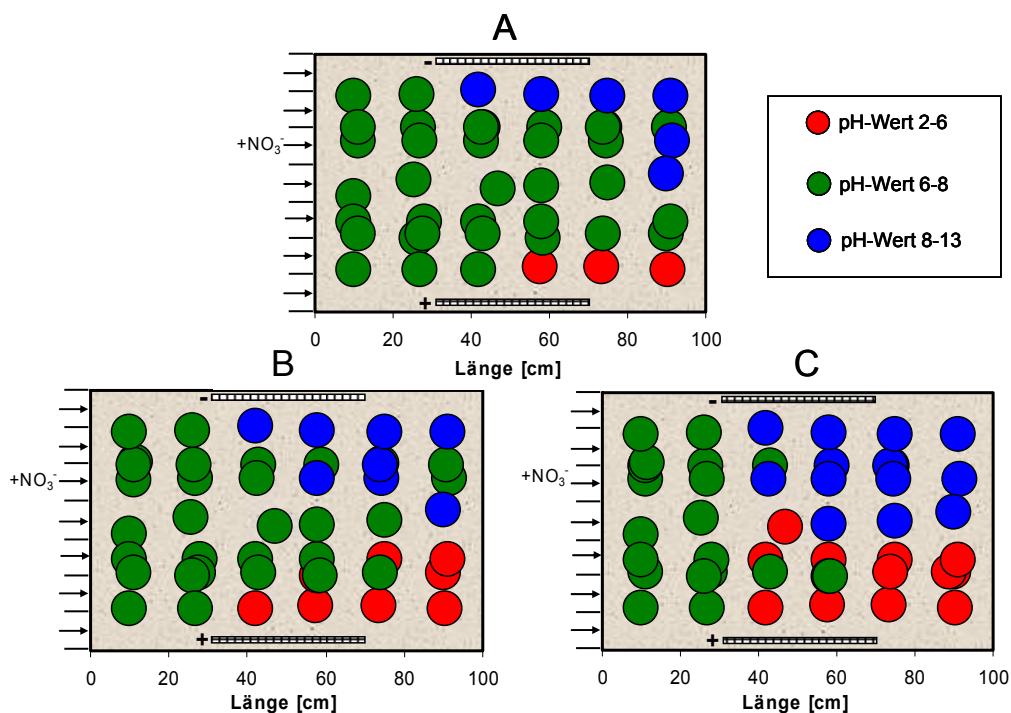 A
-
+NO₃⁻
+
0 20 40 60 80 100
Länge [cm]
pH-Wert 2-6
pH-Wert 6-8
pH-Wert 8-13
B
-
+NO₃⁻
+
0 20 40 60 80 100
Länge [cm]
C
-
+NO₃⁻
+
0 20 40 60 80 100
Länge [cm]